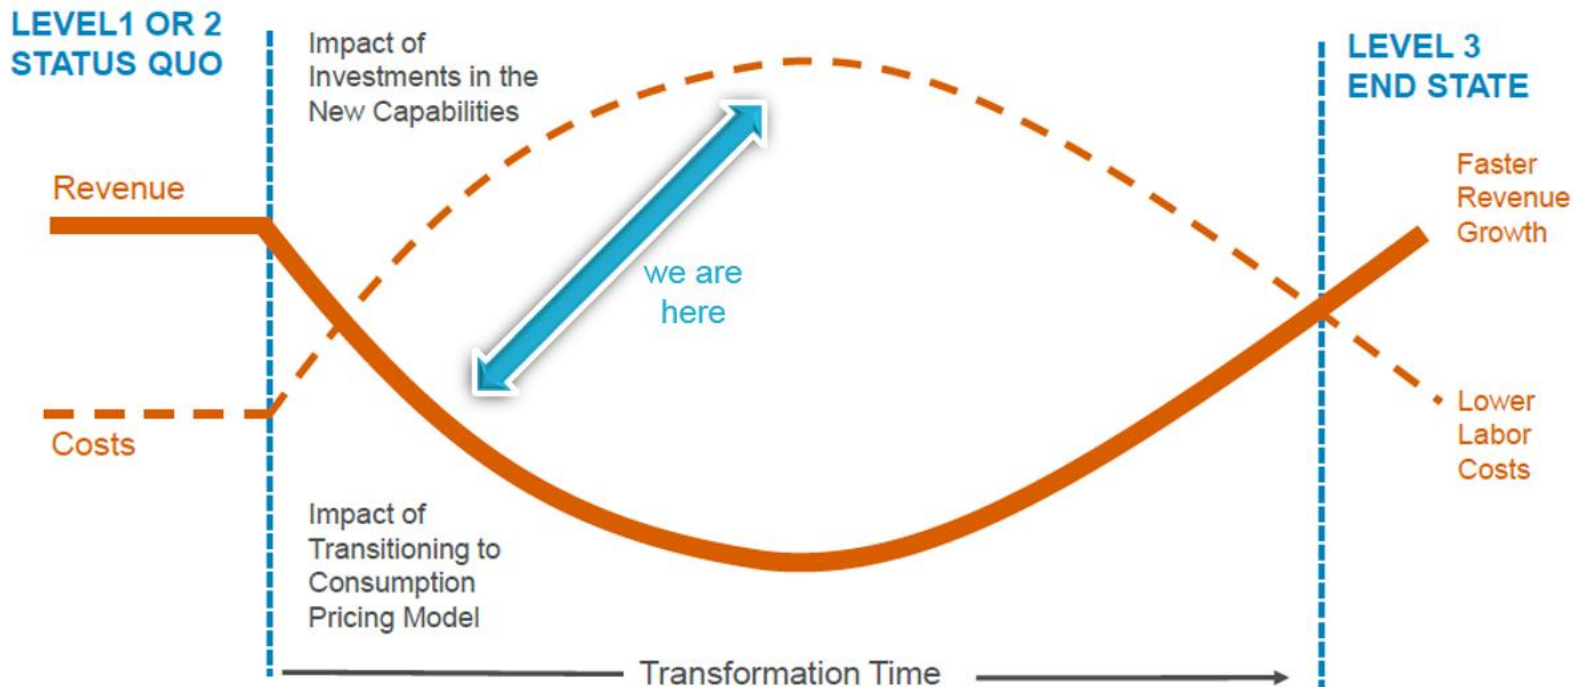 LEVEL1 OR 2
STATUS QUO
Impact of
Investments in the
New Capabilities
LEVEL 3
END STATE
Revenue
Faster
Revenue
Growth
we are
here
Costs
Lower
Labor
Costs
Impact of
Transitioning to
Consumption
Pricing Model
Transformation Time